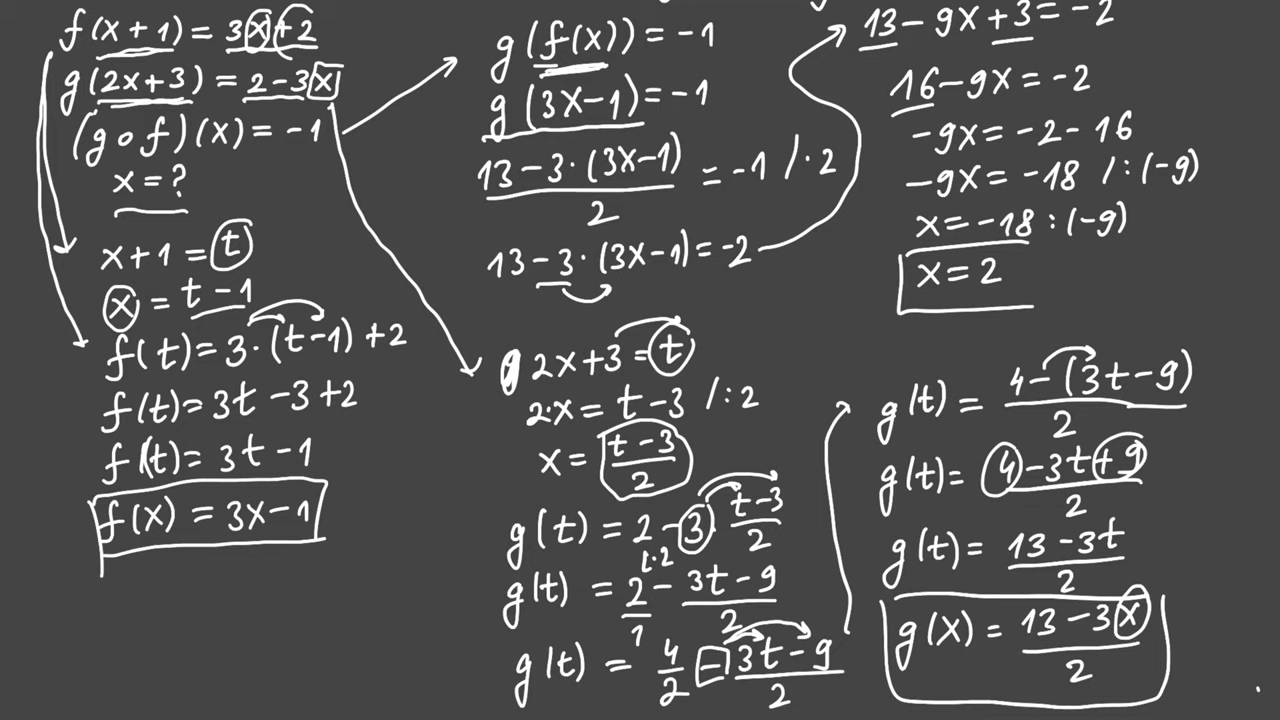 f(x+1) = 3x+2
g(2x+3) = 2-3x
(g∘f)(x) = -1
x = ?
x+1 = t
x = t-1
f(t) = 3·(t-1)+2
f(t) = 3t-3+2
f(t) = 3t-1
f(x) = 3x-1
g(f(x)) = -1
g(3x-1) = -1
(13-3·(3x-1))/2 = -1 /·2
13-3·(3x-1) = -2
13-9x+3 = -2
16-9x = -2
-9x = -2-16
-9x = -18 /:(-9)
x = -18:(-9)
x = 2
2x+3 = t
2·x = t-3 /:2
x = (t-3)/2
g(t) = 2-3·(t-3)/2
g(t) = 2/1 - (3t-9)/2
g(t) = 4/2 - (3t-9)/2
g(t) = (4-(3t-9))/2
g(t) = (4-3t+9)/2
g(t) = (13-3t)/2
g(x) = (13-3x)/2